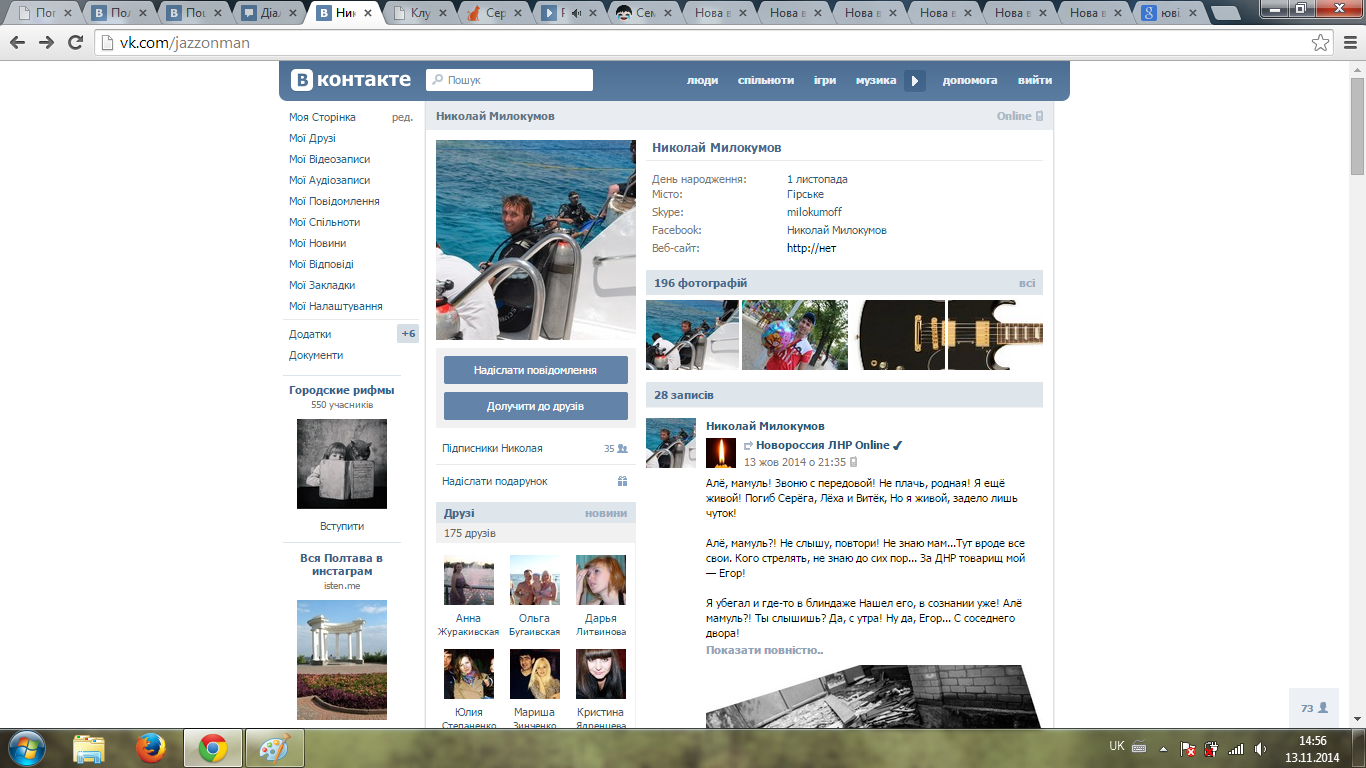 Пог
Пол
Пош
Діал
Ник
Клу
Сер
Р
Сем
Нова в
Нова в
Нова в
Нова в
Нова в
Нова в
юві
vk.com/jazzonman
В контакте
Пошук
люди
спільноти
ігри
музика
допомога
вийти
Моя Сторінка
ред.
Мої Друзі
Мої Відеозаписи
Мої Аудіозаписи
Мої Повідомлення
Мої Спільноти
Мої Новини
Мої Відповіді
Мої Закладки
Мої Налаштування
Додатки
+6
Документи
Городские рифмы
550 учасників
Вступити
Вся Полтава в
инстаграм
isten.me
Николай Милокумов
Online
Надіслати повідомлення
Долучити до друзів
Підписники Николая
35
Надіслати подарунок
Друзі
новини
175 друзів
Анна
Журакивская
Ольга
Бугаивская
Дарья
Литвинова
Юлия
Степаненко
Мариша
Зинченко
Кристина
Ядренцева
Николай Милокумов
День народження:
1 листопада
Місто:
Гірське
Skype:
milokumoff
Facebook:
Николай Милокумов
Веб-сайт:
http://нет
196 фотографій
всі
28 записів
Николай Милокумов
Новороссия ЛНР Online
13 жов 2014 о 21:35
Алё, мамуль! Звоню с передовой! Не плачь, родная! Я ещё
живой! Погиб Серёга, Лёха и Витёк, Но я живой, задело лишь
чуток!
Алё, мамуль?! Не слышу, повтори! Не знаю мам...Тут вроде все
свои. Кого стрелять, не знаю до сих пор... За ДНР товарищ мой
— Егор!
Я убегал и где-то в блиндаже Нашел его, в сознании уже! Алё
мамуль?! Ты слышишь? Да, с утра! Ну да, Егор... С соседнего
двора!
Показати повністю..
73
UK
14:56
13.11.2014